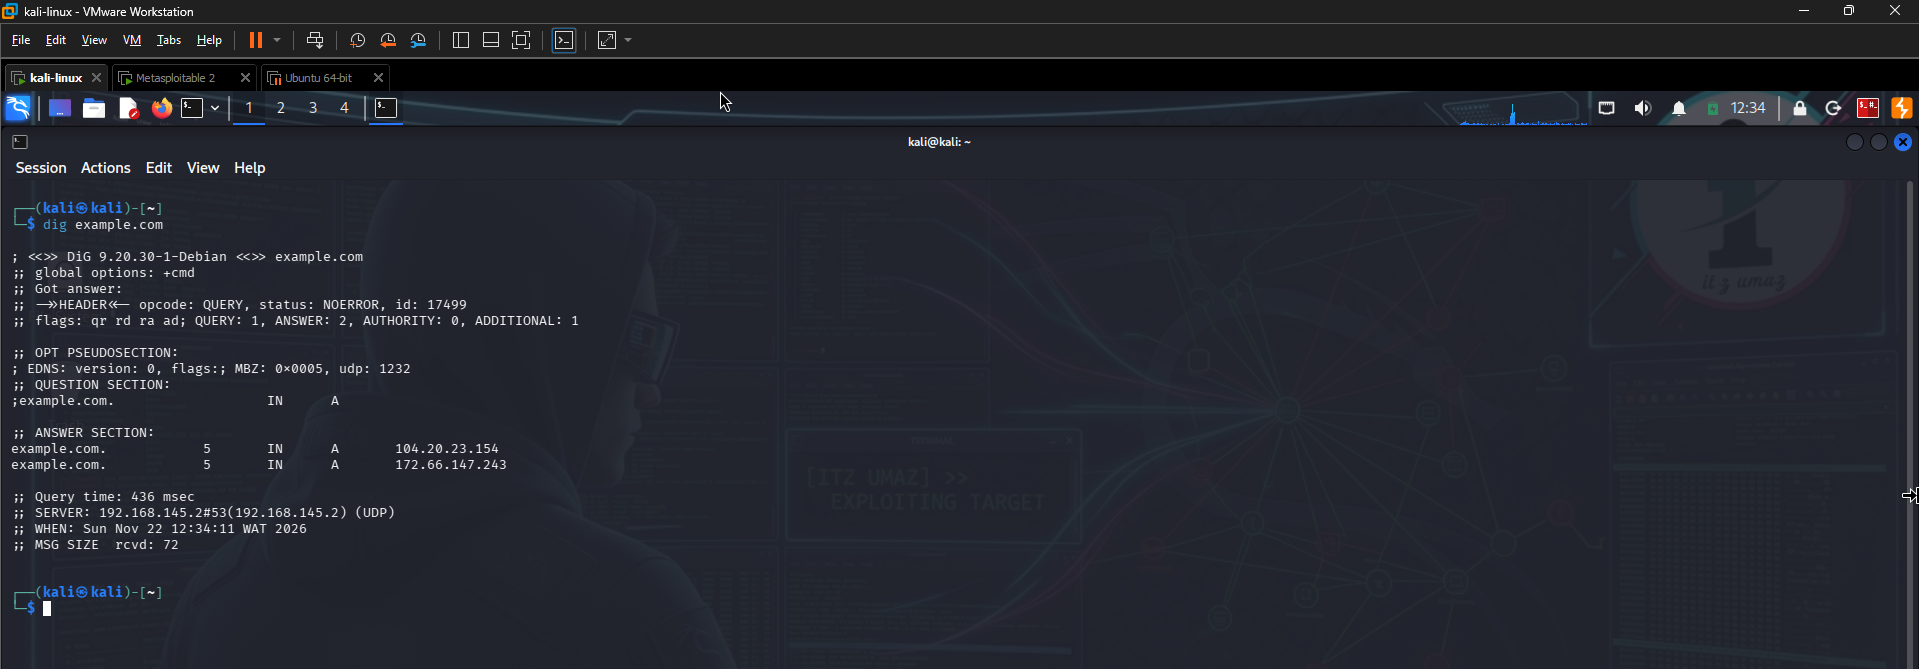 kali-linux - VMware Workstation
File Edit View VM Tabs Help
kali-linux Metasploitable 2 Ubuntu 64-bit
1 2 3 4 12:34
kali@kali: ~
Session Actions Edit View Help
┌──(kali㉿kali)-[~]
└─$ dig example.com
; <<>> DiG 9.20.30-1-Debian <<>> example.com
;; global options: +cmd
;; Got answer:
;; ->>HEADER<<- opcode: QUERY, status: NOERROR, id: 17499
;; flags: qr rd ra ad; QUERY: 1, ANSWER: 2, AUTHORITY: 0, ADDITIONAL: 1
;; OPT PSEUDOSECTION:
; EDNS: version: 0, flags:; MBZ: 0x0005, udp: 1232
;; QUESTION SECTION:
;example.com. IN A
;; ANSWER SECTION:
example.com. 5 IN A 104.20.23.154
example.com. 5 IN A 172.66.147.243
;; Query time: 436 msec
;; SERVER: 192.168.145.2#53(192.168.145.2) (UDP)
;; WHEN: Sun Nov 22 12:34:11 WAT 2026
;; MSG SIZE rcvd: 72
┌──(kali㉿kali)-[~]
└─$
1
it z umaz
[ITZ UMAZ] >>
EXPLOITING TARGET